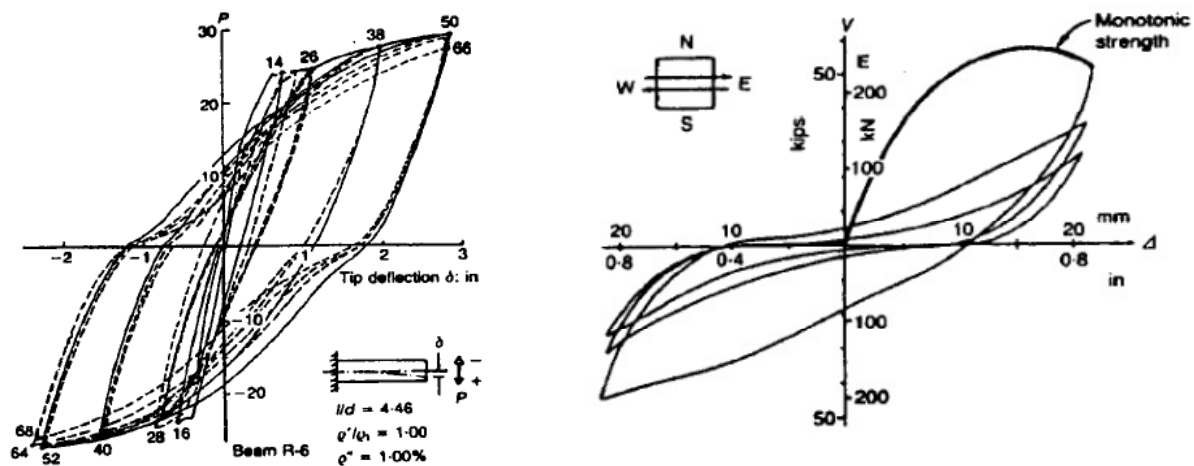 P
30
50
14
26
38
66
20
10
-2
-1
1
2
3
Tip deflection δ: in
-10
-20
δ
−
+
P
l/d = 4·46
ϱ'/ϱ₁ = 1·00
ϱ" = 1·00%
68
64
52
40
28
16
Beam R-6
V
Monotonic
strength
N
W
E
S
50
E
200
kips
kN
100
20
10
10
20
mm
0·8
0·4
0·8
Δ
in
100
200
50